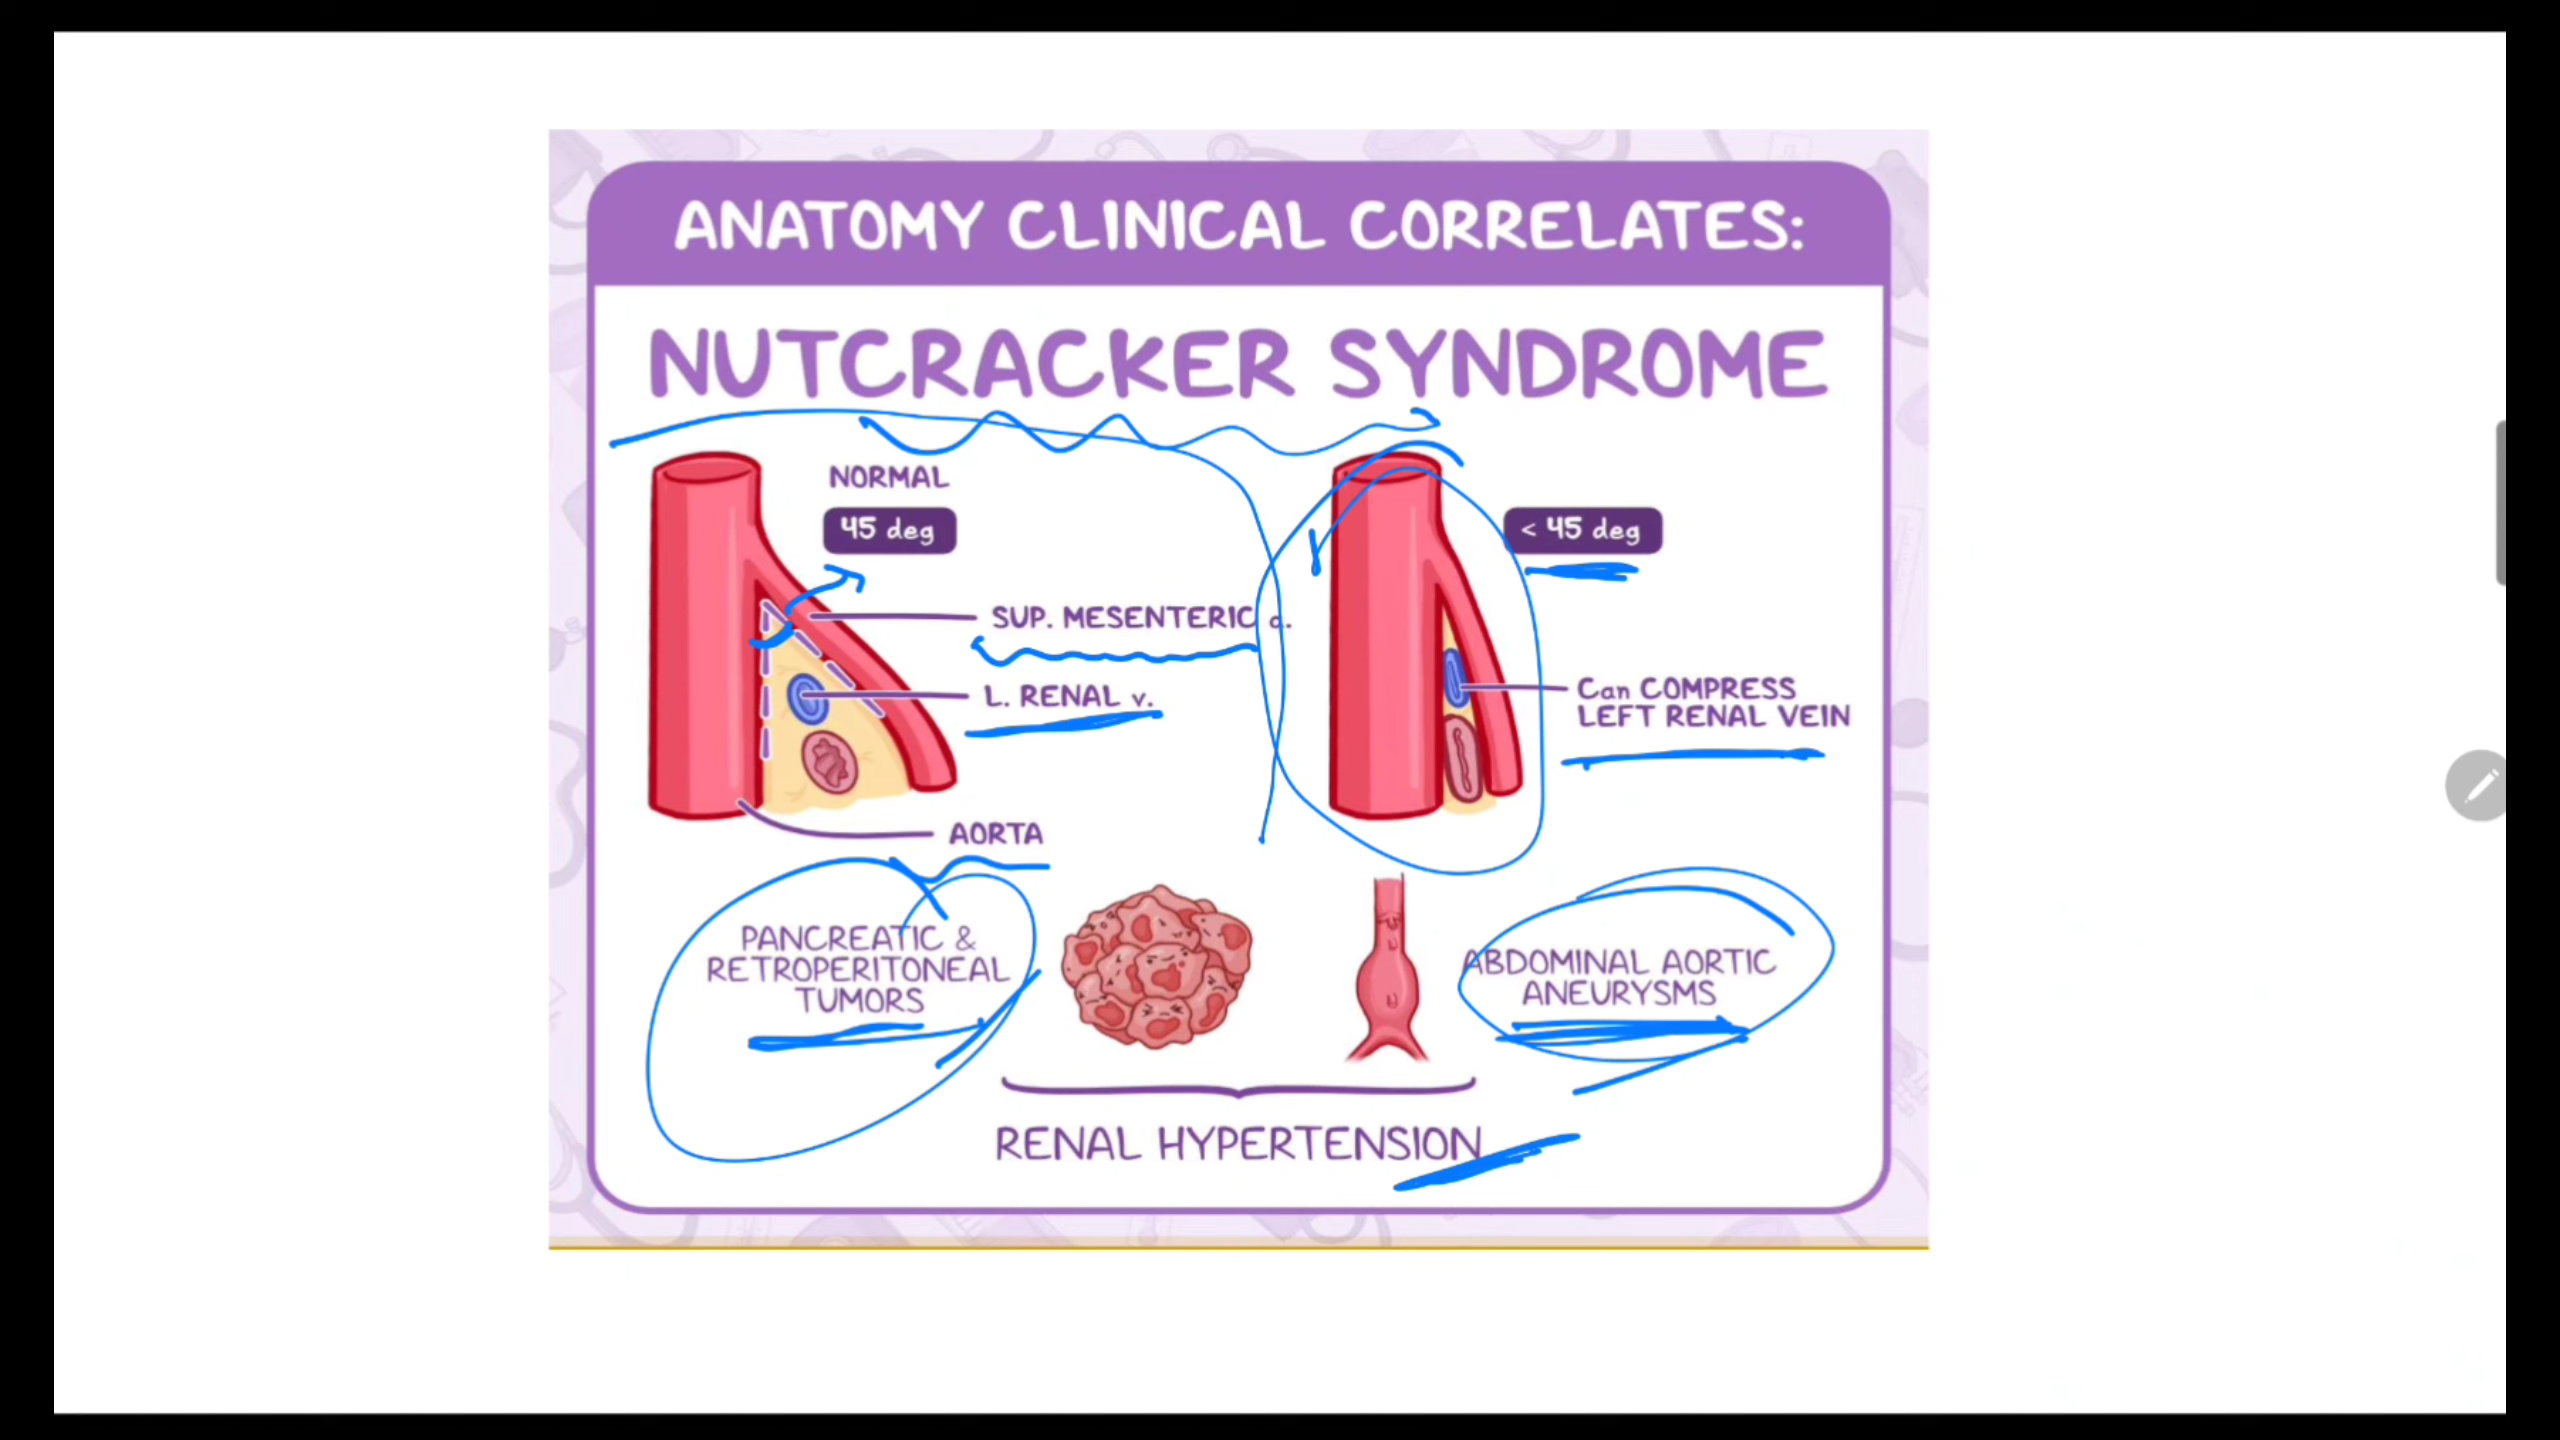 ANATOMY CLINICAL CORRELATES:
NUTCRACKER SYNDROME
NORMAL
45 deg
SUP. MESENTERIC a.
L. RENAL v.
AORTA
< 45 deg
Can COMPRESS
LEFT RENAL VEIN
PANCREATIC &
RETROPERITONEAL
TUMORS
ABDOMINAL AORTIC
ANEURYSMS
RENAL HYPERTENSION